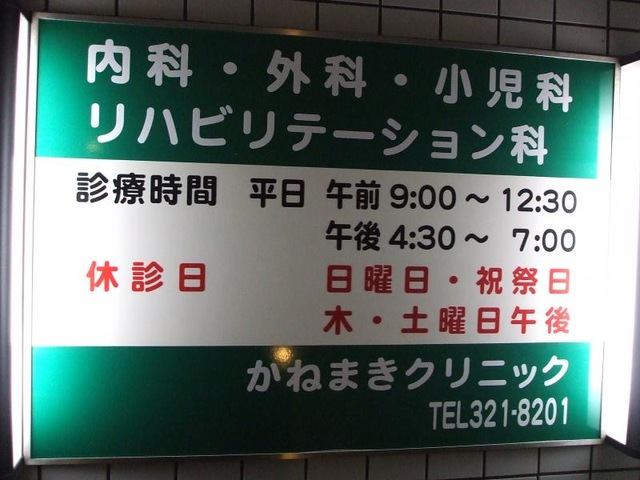 内科・外科・小児科
リハビリテーション科
診療時間 平日 午前 9:00～12:30
午後 4:30～ 7:00
休診日 日曜日・祝祭日
木・土曜日午後
かねまきクリニック
TEL321-8201